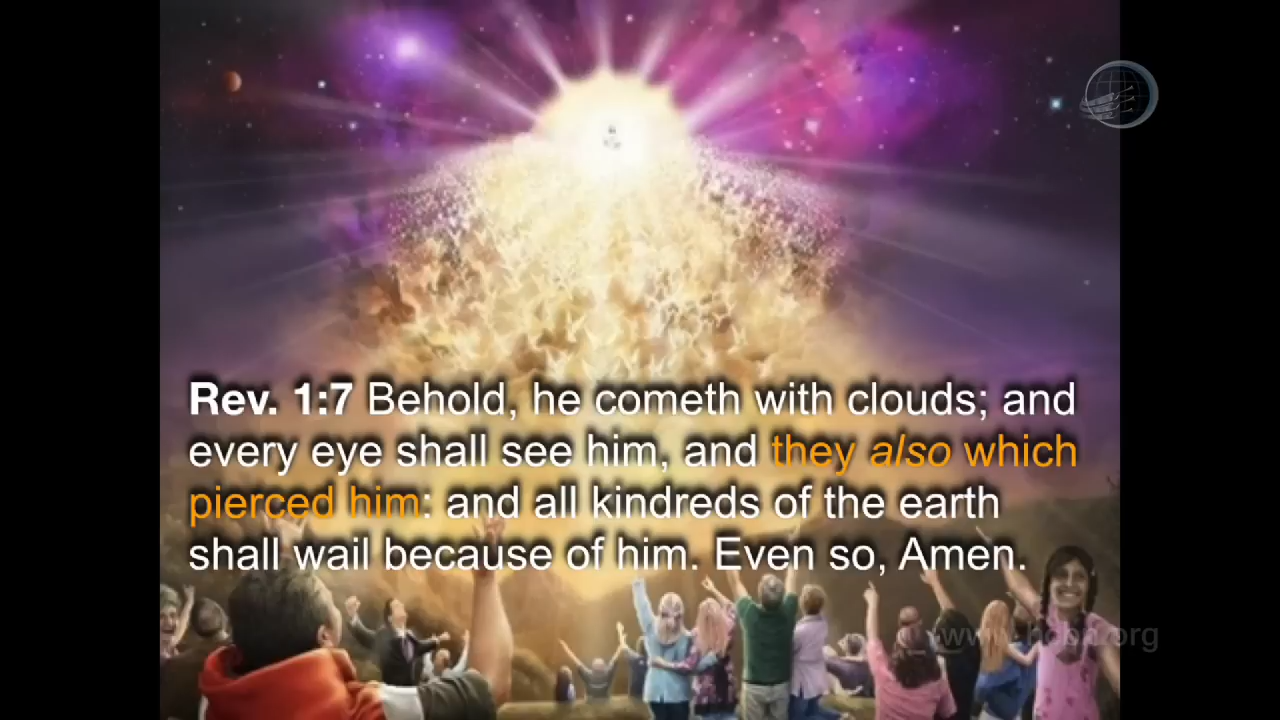 Rev. 1:7 Behold, he cometh with clouds; and
every eye shall see him, and they also which
pierced him: and all kindreds of the earth
shall wail because of him. Even so, Amen.